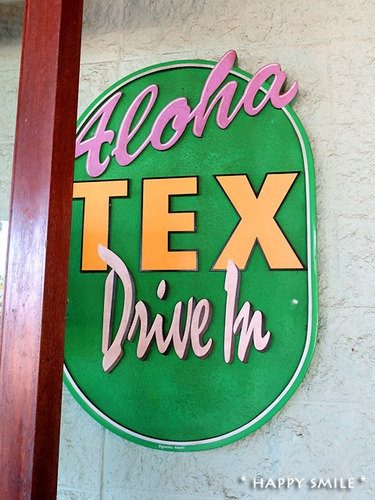 Aloha
TEX
Drive In
* HAPPY SMILE *